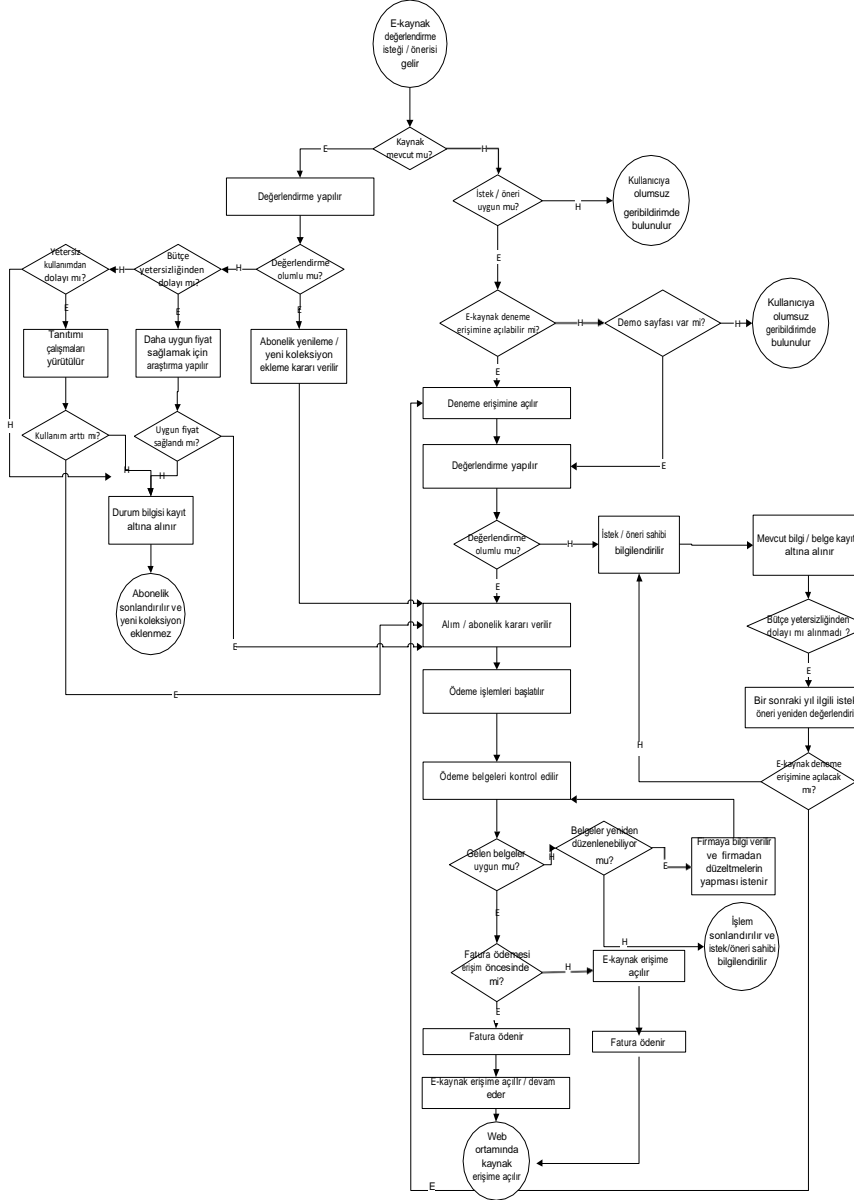 E-kaynak
değerlendirme
isteği / önerisi
gelir
Kaynak
mevcut mu?
E
H
Değerlendirme yapılır
İstek / öneri
uygun mu?
H
Kullanıcıya
olumsuz
geribildirimde
bulunulur
E
Yetersiz
kullanımdan
dolayı mı?
H
Bütçe
yetersizliğinden
dolayı mı?
H
Değerlendirme
olumlu mu?
E
E
E
E-kaynak deneme
erişimine açılabilir mi?
H
Demo sayfası var mi?
H
Kullanıcıya
olumsuz
geribildirimde
bulunulur
Tanıtımı
çalışmaları
yürütülür
Daha uygun fiyat
sağlamak için
araştırma yapılır
Abonelik yenileme /
yeni koleksiyon
ekleme kararı verilir
E
Deneme erişimine açılır
H
Kullanım arttı mı?
Uygun fiyat
sağlandı mı?
H
H
Değerlendirme yapılır
E
Durum bilgisi kayıt
altına alınır
Değerlendirme
olumlu mu?
H
İstek / öneri sahibi
bilgilendirilir
Mevcut bilgi / belge kayıt
altına alınır
E
Abonelik
sonlandırılır ve
yeni koleksiyon
eklenmez
Alım / abonelik kararı verilir
Bütçe yetersizliğinden
dolayı mı alınmadı ?
E
E
E
Ödeme işlemleri başlatılır
Bir sonraki yıl ilgili istek
öneri yeniden değerlendiri
H
E-kaynak deneme
erişimine açılacak
mı?
Ödeme belgeleri kontrol edilir
Gelen belgeler
uygun mu?
H
Belgeler yeniden
düzenlenebiliyor
mu?
E
Firmaya bilgi verilir
ve firmadan
düzeltmelerin
yapması istenir
E
H
İşlem
sonlandırılır ve
istek/öneri sahibi
bilgilendirilir
Fatura ödemesi
erişim öncesinde
mi?
H
E-kaynak erişime
açılır
E
Fatura ödenir
Fatura ödenir
E-kaynak erişime açılır / devam
eder
Web
ortamında
kaynak
erişime açılır
E